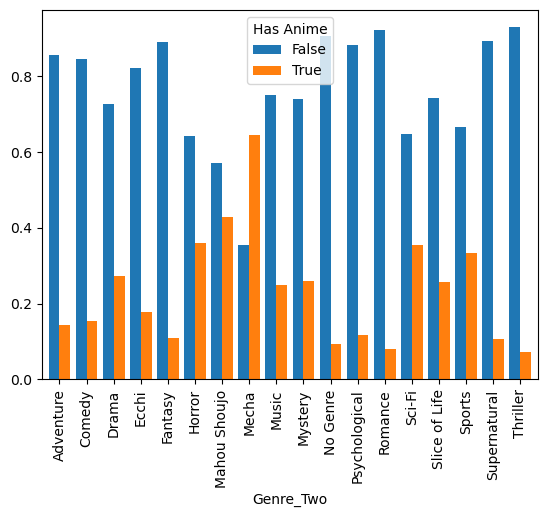 Has Anime
False
True
0.8
0.6
0.4
0.2
0.0
Adventure
Comedy
Drama
Ecchi
Fantasy
Horror
Mahou Shoujo
Mecha
Music
Mystery
No Genre
Psychological
Romance
Sci-Fi
Slice of Life
Sports
Supernatural
Thriller
Genre_Two